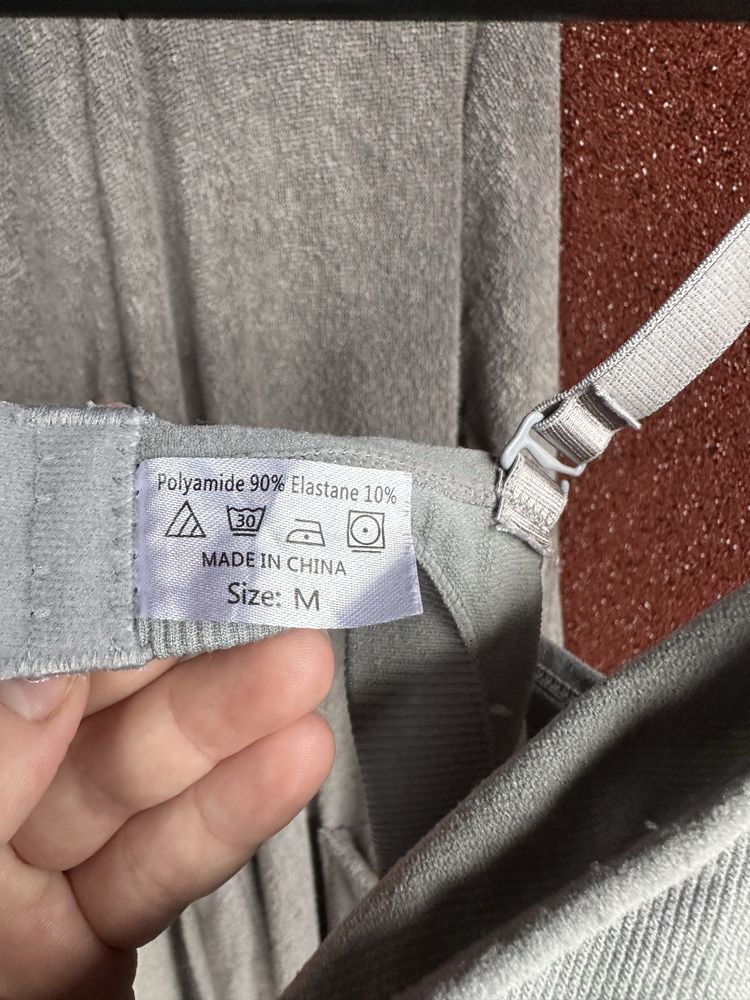 Polyamide 90% Elastane 10%
30
MADE IN CHINA
Size: M